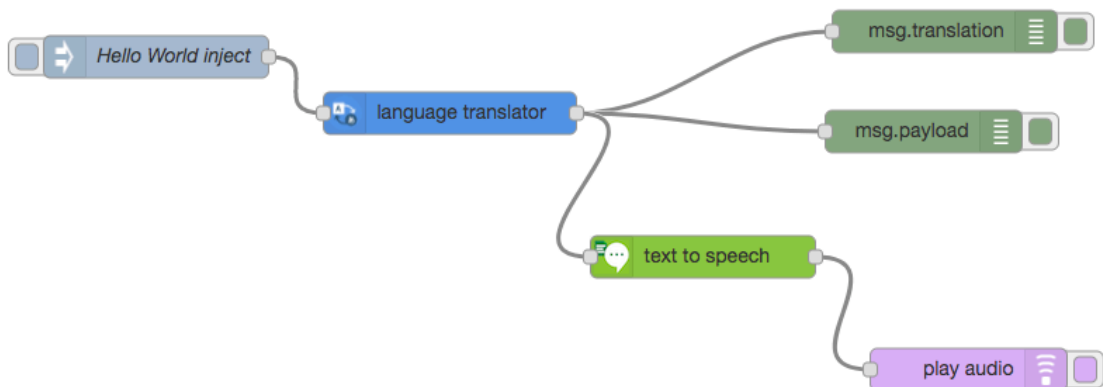 msg.translation
Hello World inject
language translator
msg.payload
text to speech
play audio